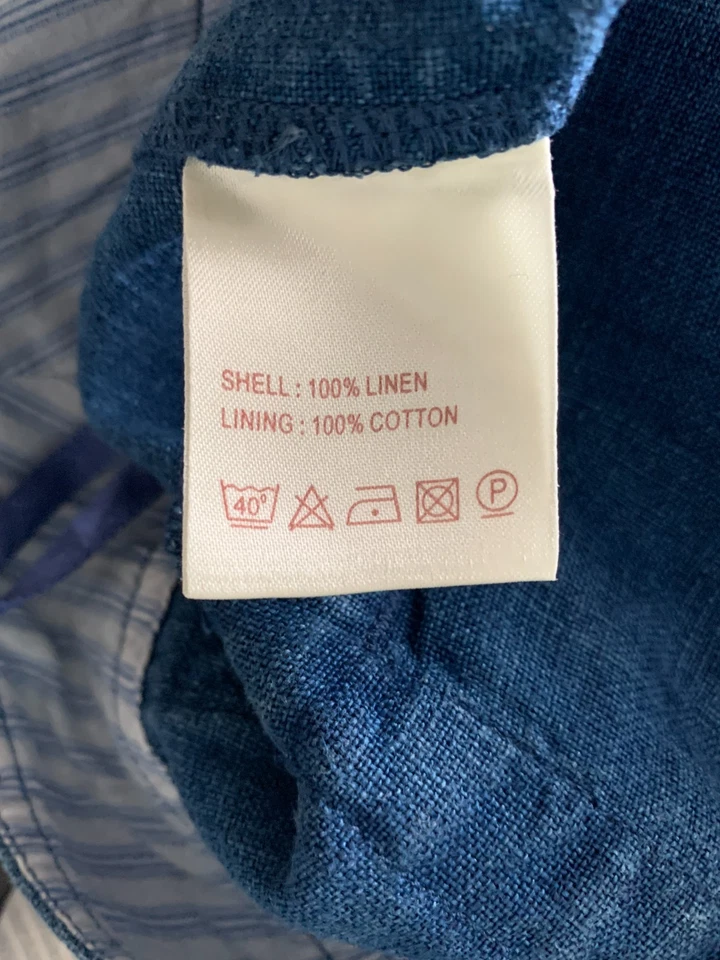 SHELL : 100% LINEN
LINING : 100% COTTON
40° P